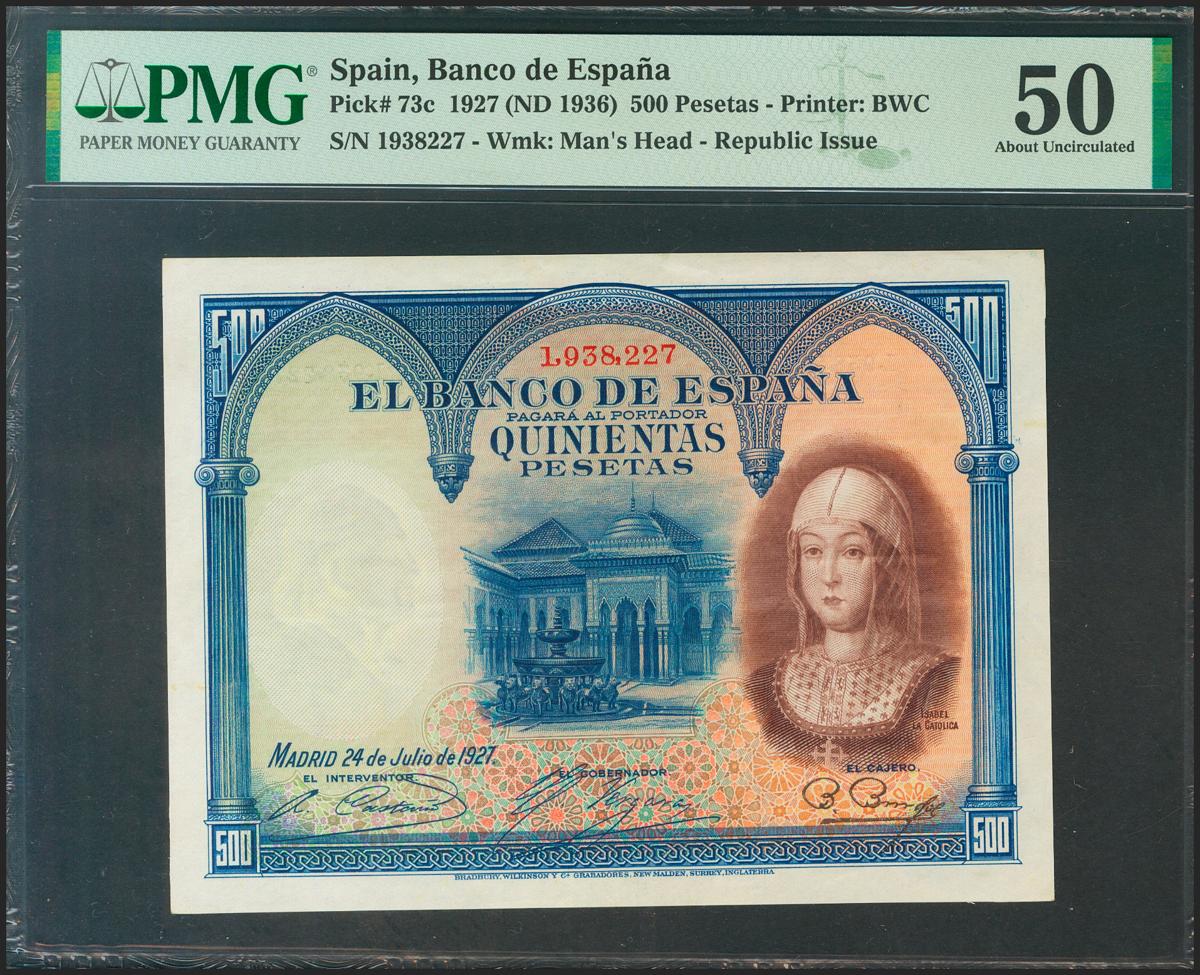 PMG®
PAPER MONEY GUARANTY
Spain, Banco de España
Pick# 73c 1927 (ND 1936) 500 Pesetas - Printer: BWC
S/N 1938227 - Wmk: Man's Head - Republic Issue
50
About Uncirculated
500
500
1,938,227
EL BANCO DE ESPAÑA
PAGARÁ AL PORTADOR
QUINIENTAS
PESETAS
ISABEL
LA CATOLICA
MADRID 24 de Julio de 1927.
EL INTERVENTOR.
EL GOBERNADOR
EL CAJERO.
500
500
BRADBURY, WILKINSON Y Cª GRABADORES, NEW MALDEN, SURREY, INGLATERRA